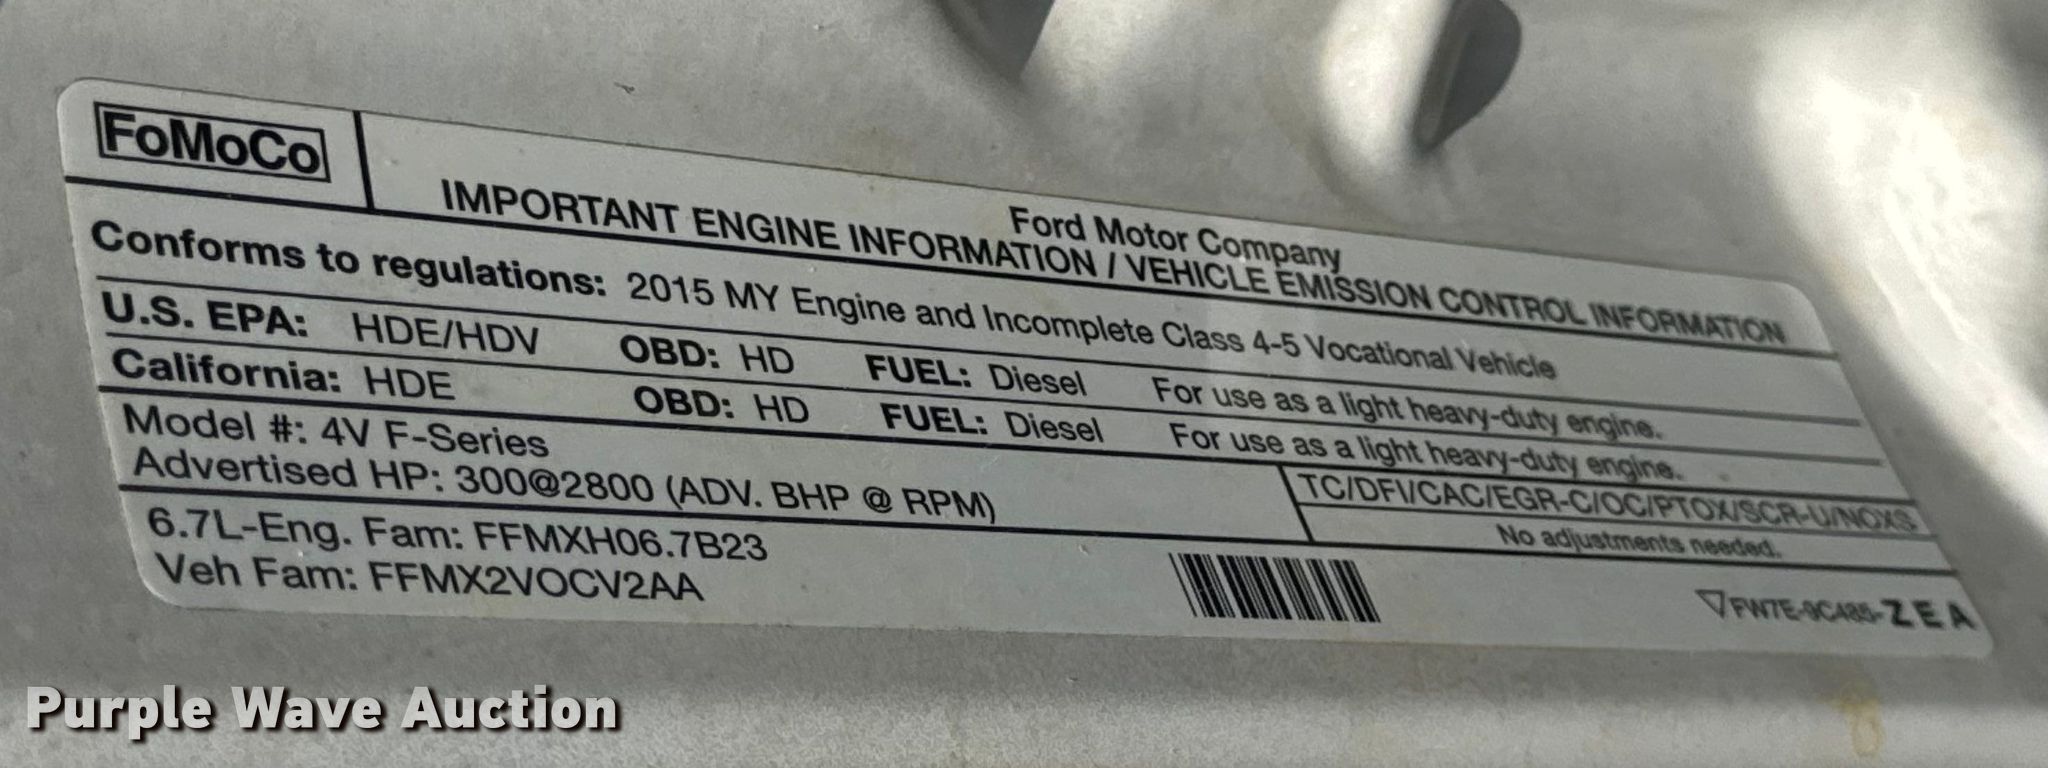 FoMoCo
Ford Motor Company
IMPORTANT ENGINE INFORMATION / VEHICLE EMISSION CONTROL INFORMATION
Conforms to regulations: 2015 MY Engine and Incomplete Class 4-5 Vocational Vehicle
U.S. EPA: HDE/HDV OBD: HD FUEL: Diesel For use as a light heavy-duty engine.
California: HDE OBD: HD FUEL: Diesel For use as a light heavy-duty engine.
Model #: 4V F-Series
Advertised HP: 300@2800 (ADV. BHP @ RPM)
TC/DFI/CAC/EGR-C/OC/PTOX/SCR-U/NOXS
No adjustments needed.
6.7L-Eng. Fam: FFMXH06.7B23
Veh Fam: FFMX2VOCV2AA
FW7E-9C485-ZEA
Purple Wave Auction